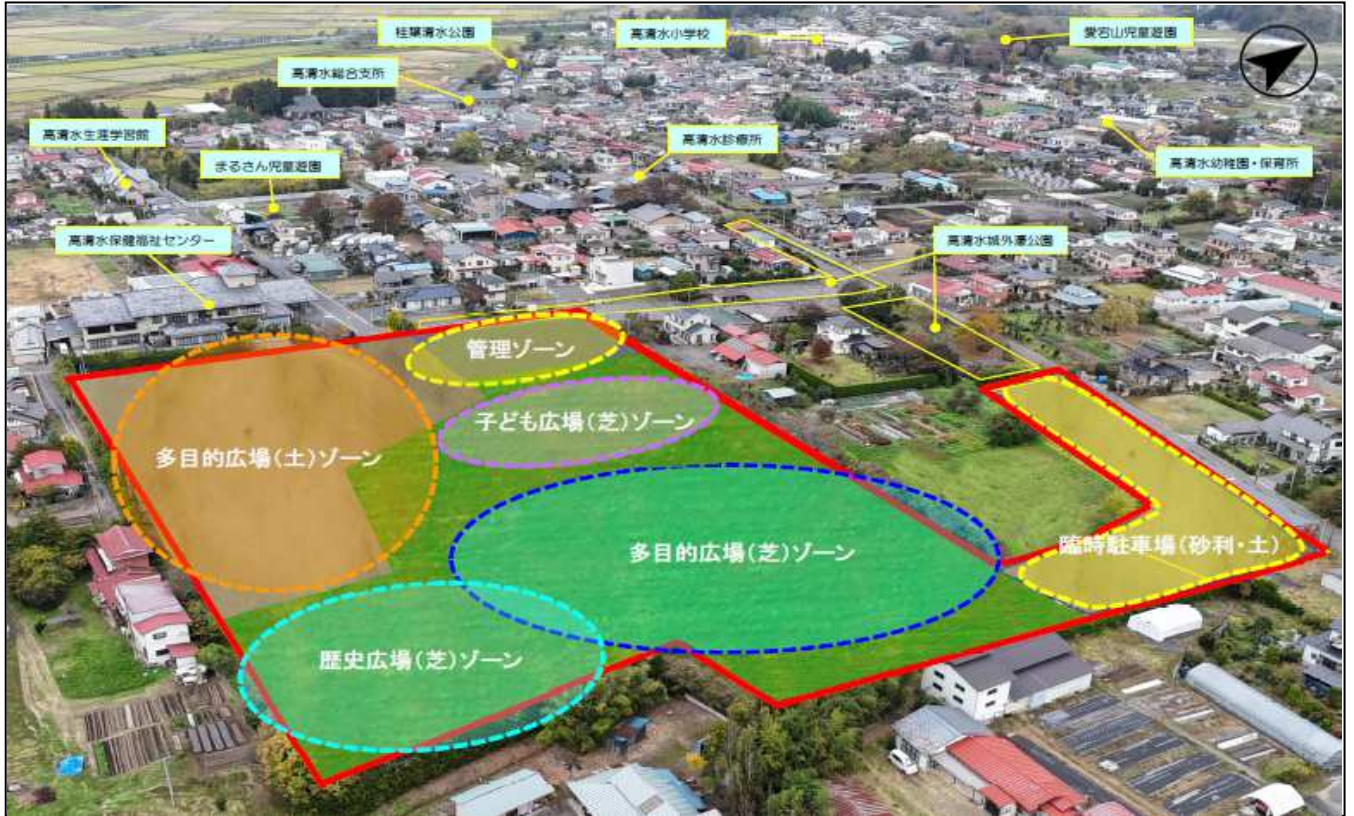 桂葉清水公園
高清水小学校
愛宕山児童遊園
高清水総合支所
高清水生涯学習館
高清水診療所
まるさん児童遊園
高清水幼稚園・保育所
高清水保健福祉センター
高清水城外濠公園
管理ゾーン
子ども広場(芝)ゾーン
多目的広場(土)ゾーン
多目的広場(芝)ゾーン
臨時駐車場(砂利・土)
歴史広場(芝)ゾーン